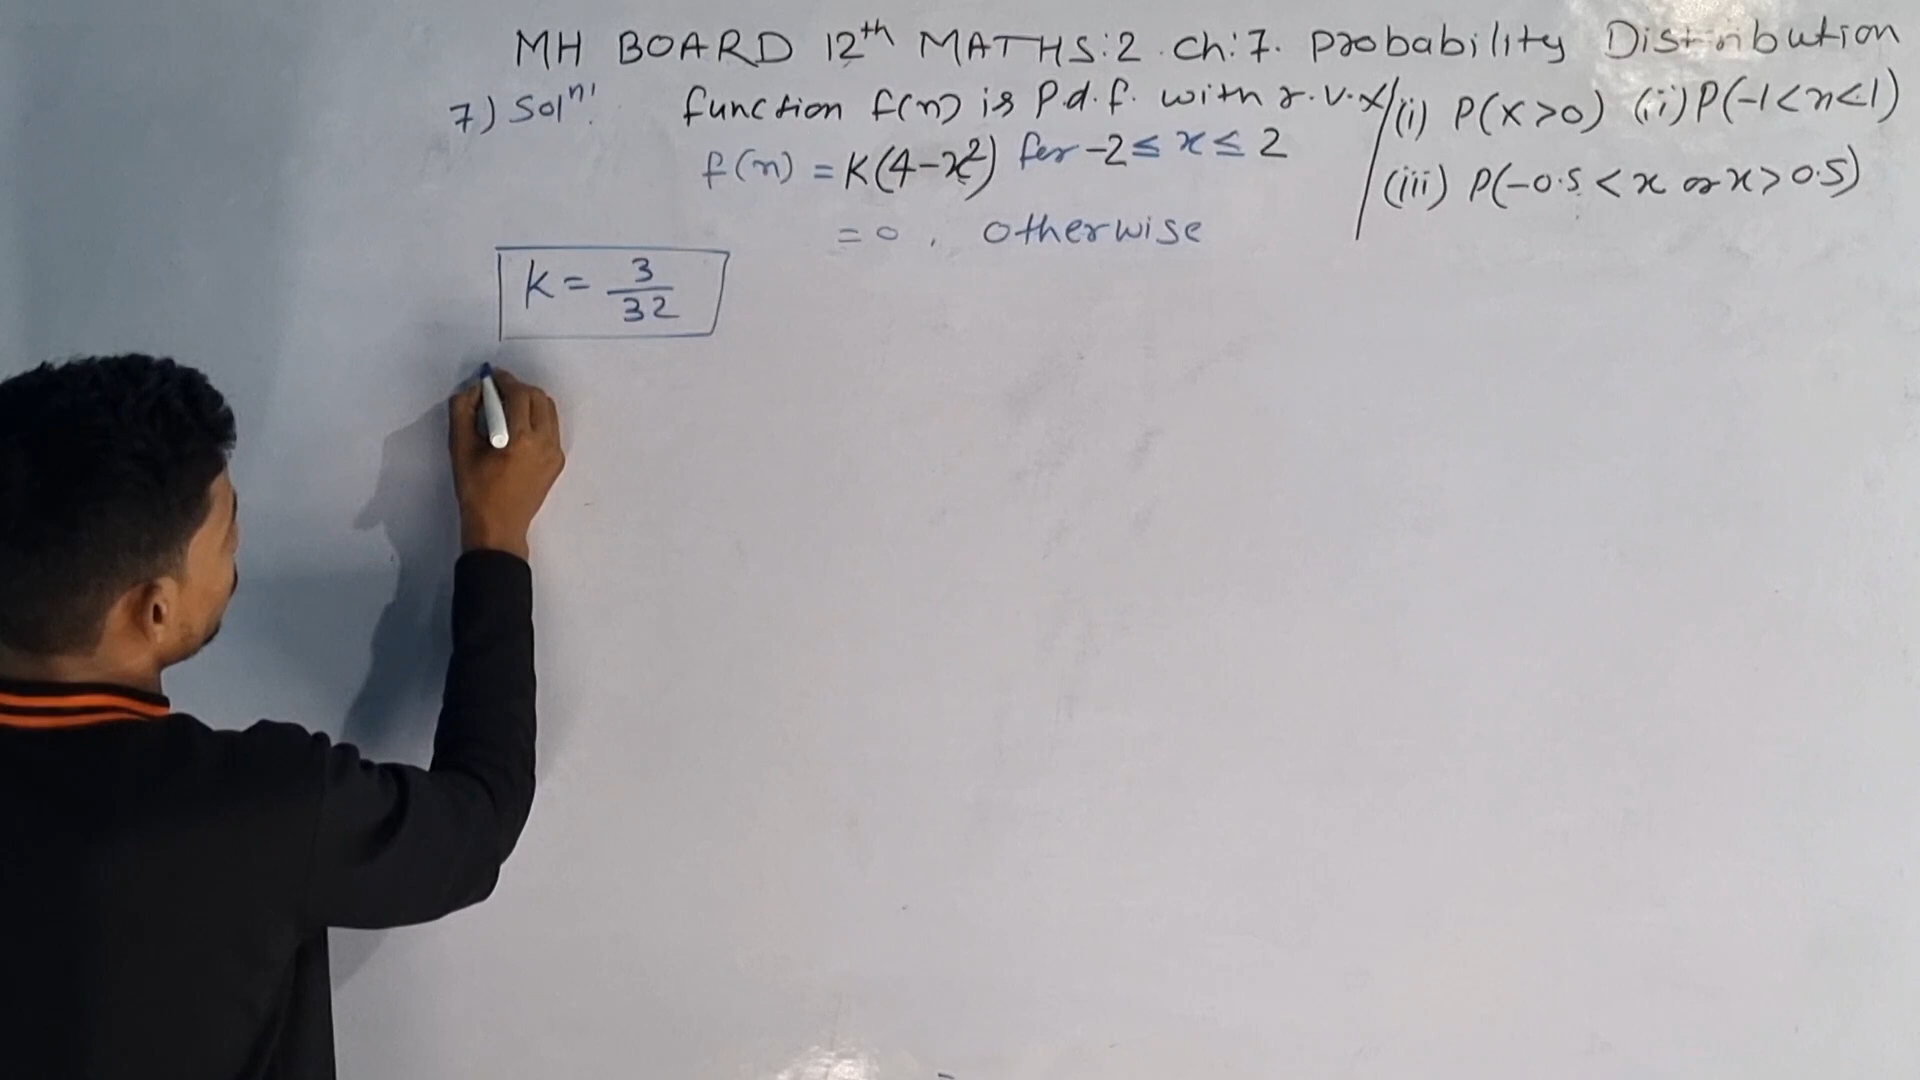 MH BOARD 12th MATHS:2 Ch:7. Probability Distribution
7) Soln. function f(n) is P.d.f. with r.v.X
f(n) = K(4-x²) for -2 ≤ x ≤ 2
= 0, otherwise
(i) P(X>0) (ii) P(-1<n<1)
(iii) P(-0.5 < x or x > 0.5)
K = 3/32